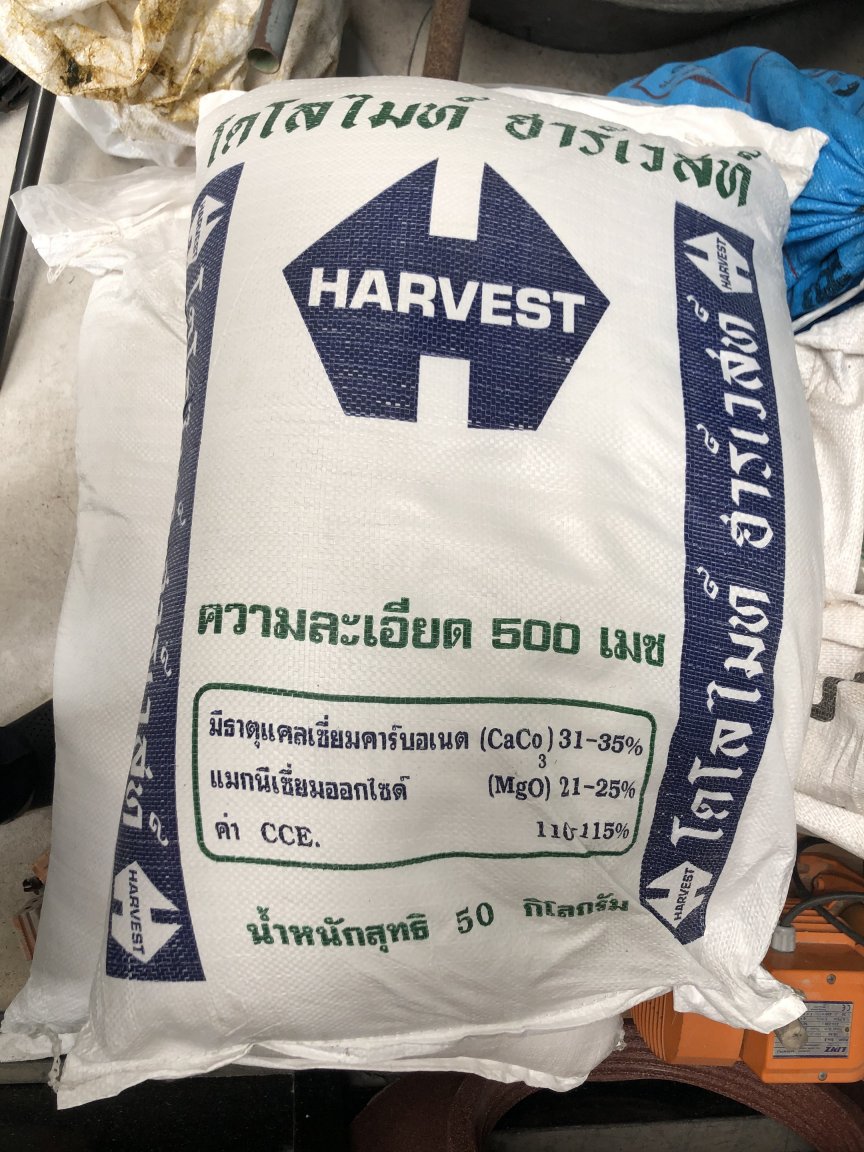 โดโลไมท์ ฮาร์เวสท์
HARVEST
ความละเอียด 500 เมช
มีธาตุแคลเซี่ยมคาร์บอเนต (CaCo3) 31-35%
แมกนีเซี่ยมออกไซด์ (MgO) 21-25%
ค่า CCE. 110-115%
น้ำหนักสุทธิ 50 กิโลกรัม
HARVEST
โดโลไมท์ ฮาร์เวสท์
HARVEST
HARVEST
LINZ